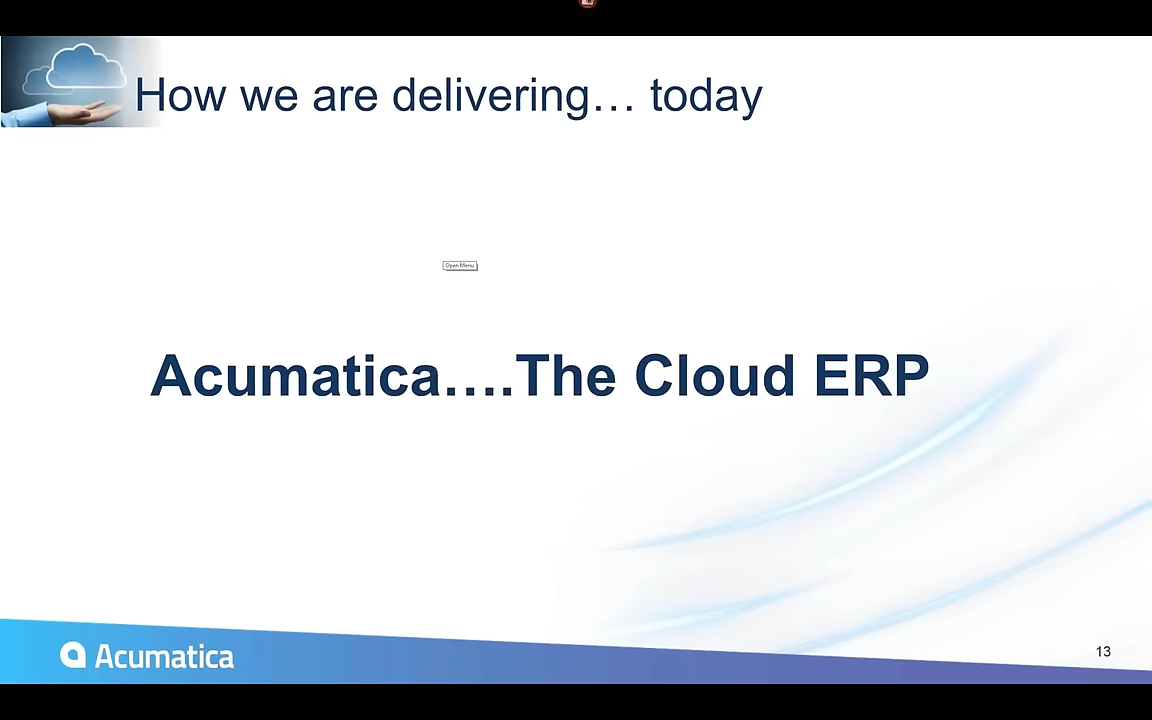 How we are delivering… today
Open Menu
Acumatica….The Cloud ERP
Acumatica
13